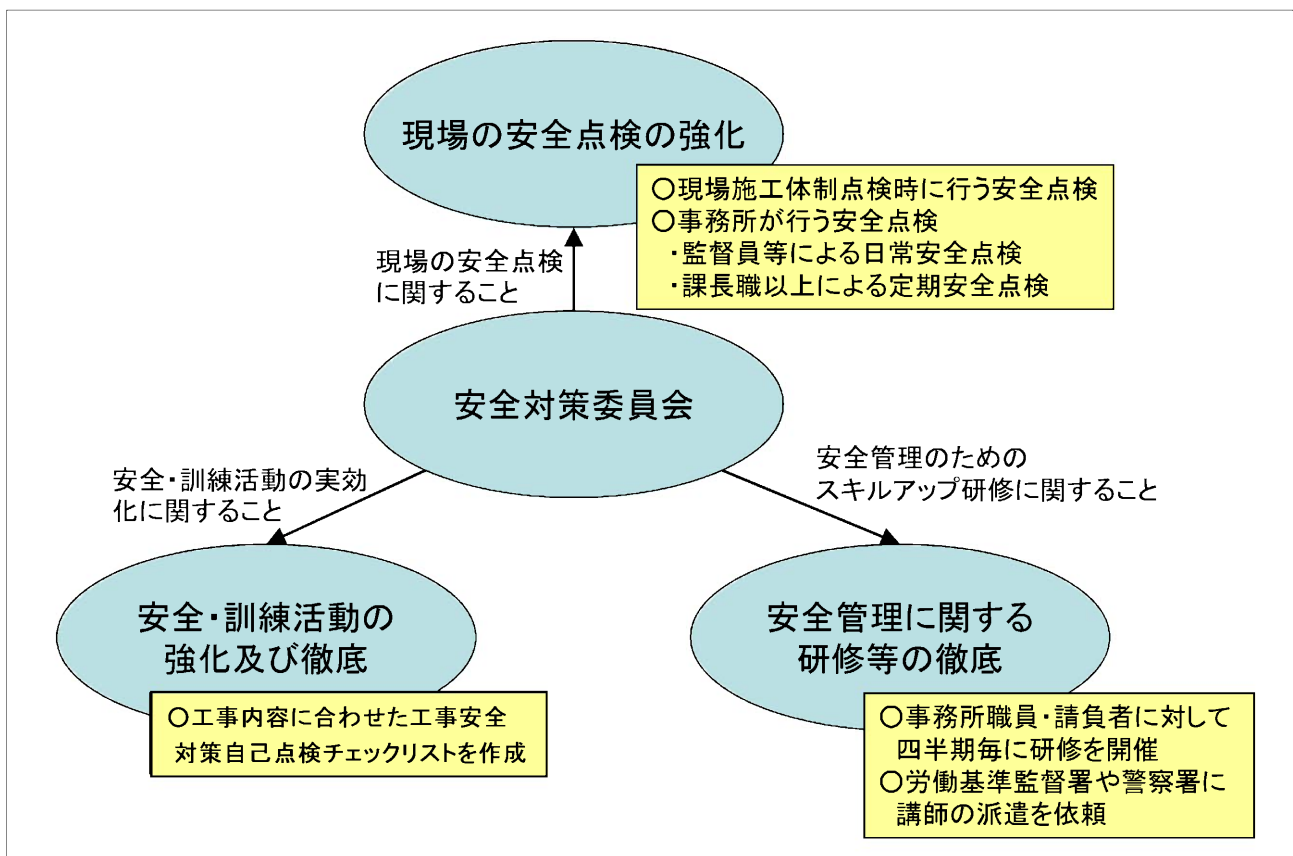 現場の安全点検の強化
○現場施工体制点検時に行う安全点検
○事務所が行う安全点検
・監督員等による日常安全点検
・課長職以上による定期安全点検
現場の安全点検
に関すること
安全対策委員会
安全・訓練活動の実効
化に関すること
安全管理のための
スキルアップ研修に関すること
安全・訓練活動の
強化及び徹底
○工事内容に合わせた工事安全
対策自己点検チェックリストを作成
安全管理に関する
研修等の徹底
○事務所職員・請負者に対して
四半期毎に研修を開催
○労働基準監督署や警察署に
講師の派遣を依頼